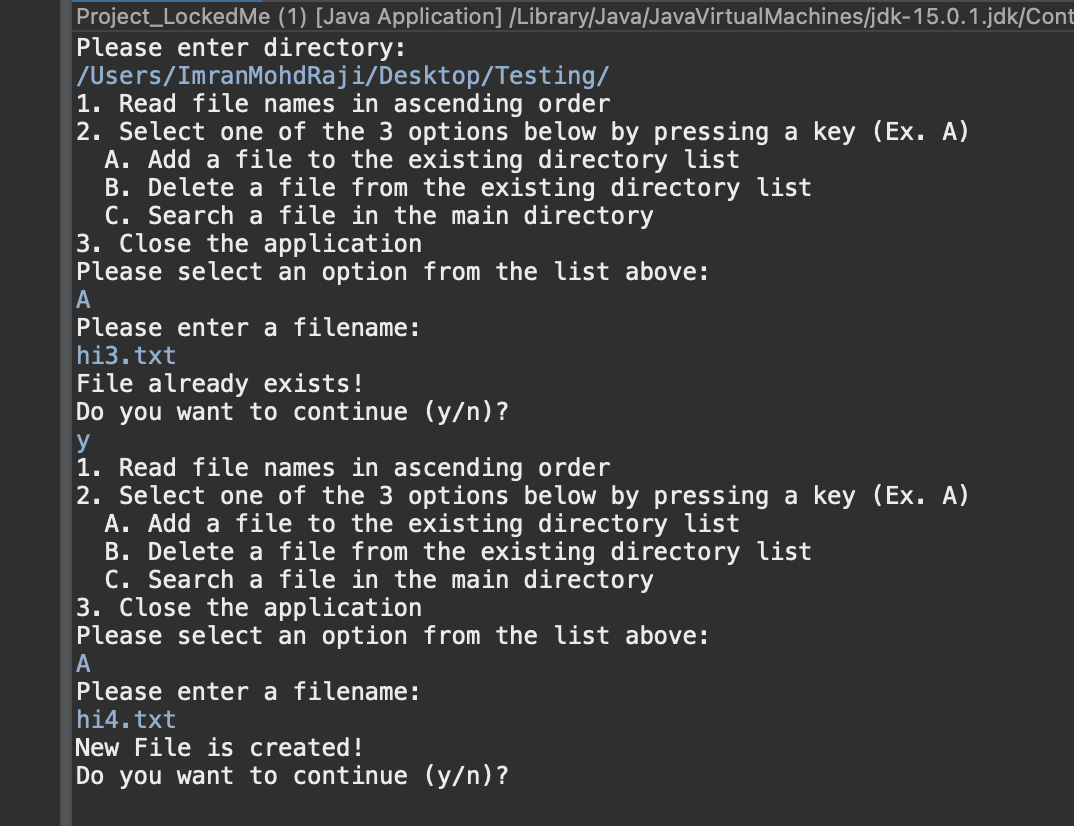 Project_LockedMe (1) [Java Application] /Library/Java/JavaVirtualMachines/jdk-15.0.1.jdk/Cont
Please enter directory:
/Users/ImranMohdRaji/Desktop/Testing/
1. Read file names in ascending order
2. Select one of the 3 options below by pressing a key (Ex. A)
  A. Add a file to the existing directory list
  B. Delete a file from the existing directory list
  C. Search a file in the main directory
3. Close the application
Please select an option from the list above:
A
Please enter a filename:
hi3.txt
File already exists!
Do you want to continue (y/n)?
y
1. Read file names in ascending order
2. Select one of the 3 options below by pressing a key (Ex. A)
  A. Add a file to the existing directory list
  B. Delete a file from the existing directory list
  C. Search a file in the main directory
3. Close the application
Please select an option from the list above:
A
Please enter a filename:
hi4.txt
New File is created!
Do you want to continue (y/n)?